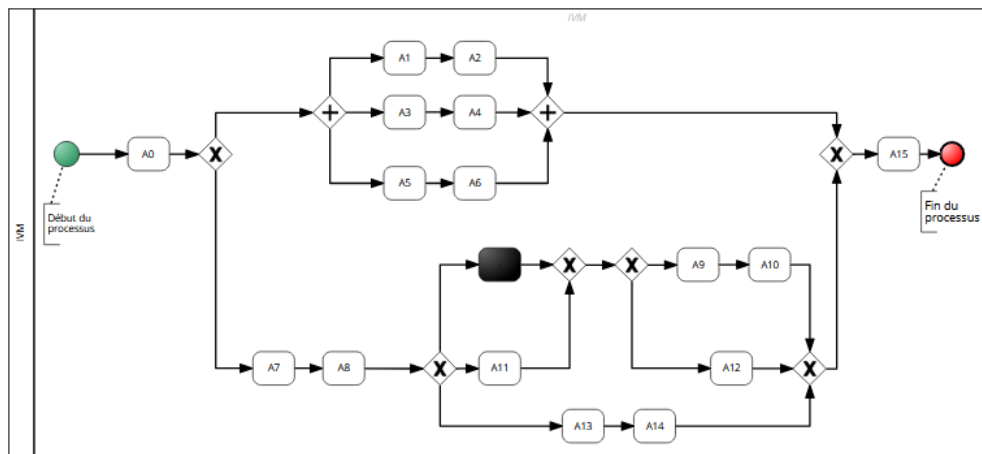 IVM
IVM
A1
A2
A3
A4
A0
A15
A5
A6
Début du
processus
Fin du
processus
A9
A10
A7
A8
A11
A12
A13
A14